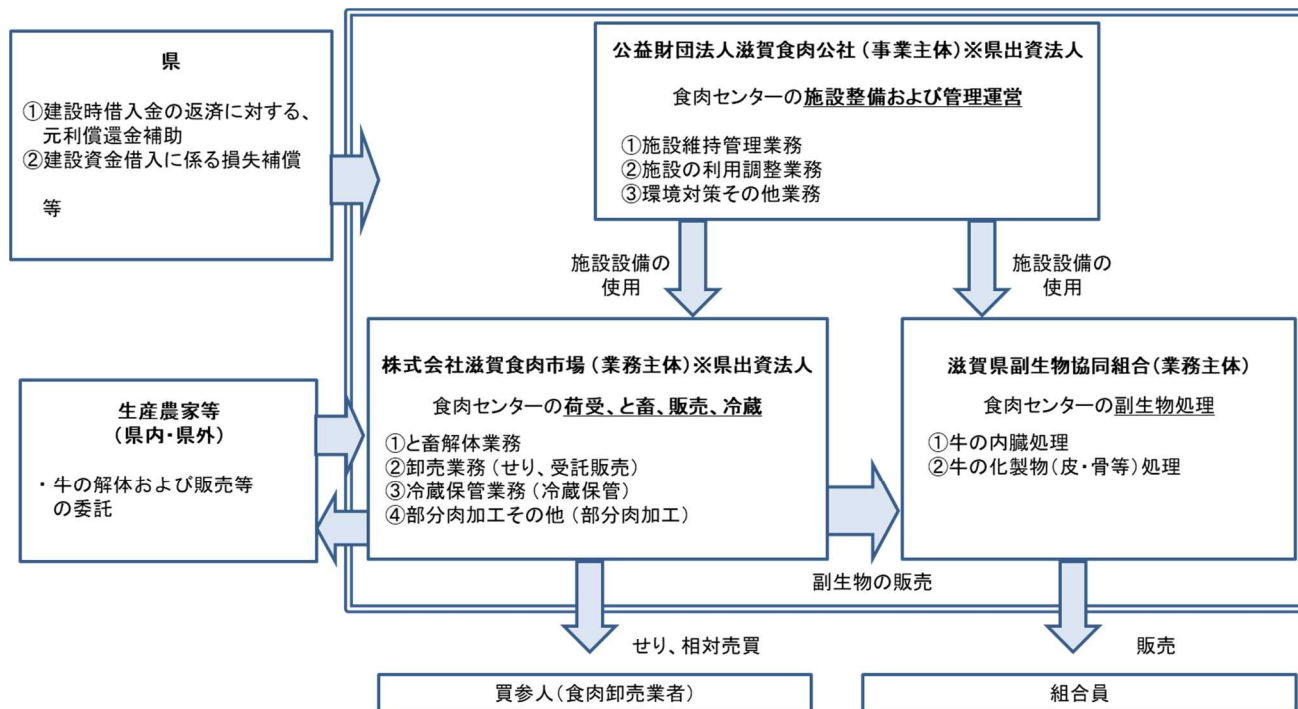 県
①建設時借入金の返済に対する、
元利償還金補助
②建設資金借入に係る損失補償
等
公益財団法人滋賀食肉公社（事業主体）※県出資法人
食肉センターの施設整備および管理運営
①施設維持管理業務
②施設の利用調整業務
③環境対策その他業務
施設設備の
使用
施設設備の
使用
生産農家等
（県内・県外）
・牛の解体および販売等
の委託
株式会社滋賀食肉市場（業務主体）※県出資法人
食肉センターの荷受、と畜、販売、冷蔵
①と畜解体業務
②卸売業務（せり、受託販売）
③冷蔵保管業務（冷蔵保管）
④部分肉加工その他（部分肉加工）
滋賀県副生物協同組合（業務主体）
食肉センターの副生物処理
①牛の内臓処理
②牛の化製物（皮・骨等）処理
副生物の販売
せり、相対売買
販売
買参人（食肉卸売業者）
組合員